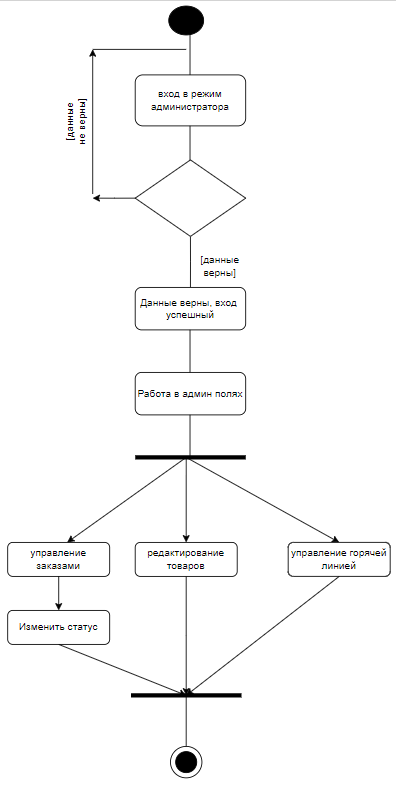 вход в режим
администратора
[данные
не верны]
[данные
верны]
Данные верны, вход
успешный
Работа в админ полях
управление
заказами
редактирование
товаров
управление горячей
линией
Изменить статус